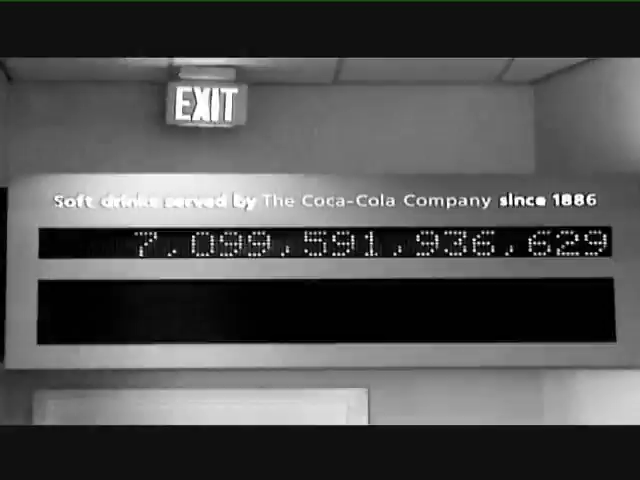 EXIT
Soft drinks served by The Coca-Cola Company since 1886
7,099,591,936,629